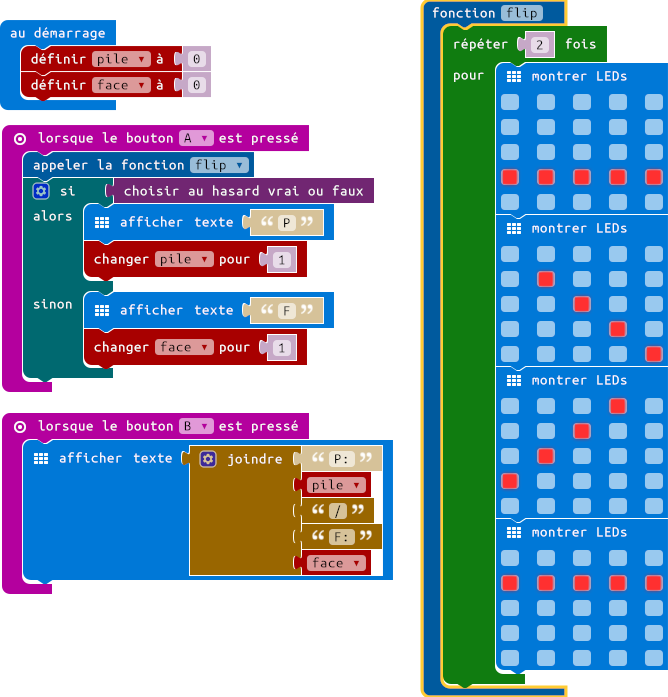 au démarrage
définir pile à 0
définir face à 0
lorsque le bouton A est pressé
appeler la fonction flip
si choisir au hasard vrai ou faux
alors
afficher texte “ P ”
changer pile pour 1
sinon
afficher texte “ F ”
changer face pour 1
lorsque le bouton B est pressé
afficher texte joindre “ P: ”
pile
“ / ”
“ F: ”
face
fonction flip
répéter 2 fois
pour montrer LEDs
montrer LEDs
montrer LEDs
montrer LEDs